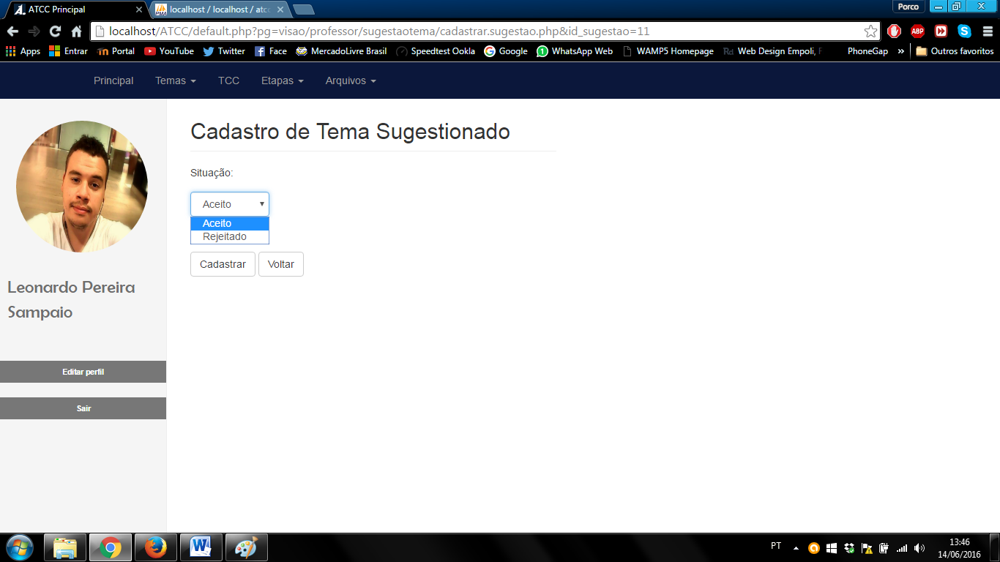 Porco
ATCC Principal
localhost / localhost / atcc
localhost/ATCC/default.php?pg=visao/professor/sugestaotema/cadastrar.sugestao.php&id_sugestao=11
ABP
Apps Entrar Portal YouTube Twitter Face MercadoLivre Brasil Speedtest Ookla Google WhatsApp Web WAMP5 Homepage Rd Web Design Empoli, F PhoneGap » Outros favoritos
Principal Temas TCC Etapas Arquivos
Cadastro de Tema Sugestionado
Situação:
Aceito
Aceito
Rejeitado
Cadastrar Voltar
Leonardo Pereira
Sampaio
Editar perfil
Sair
PT
13:46
14/06/2016